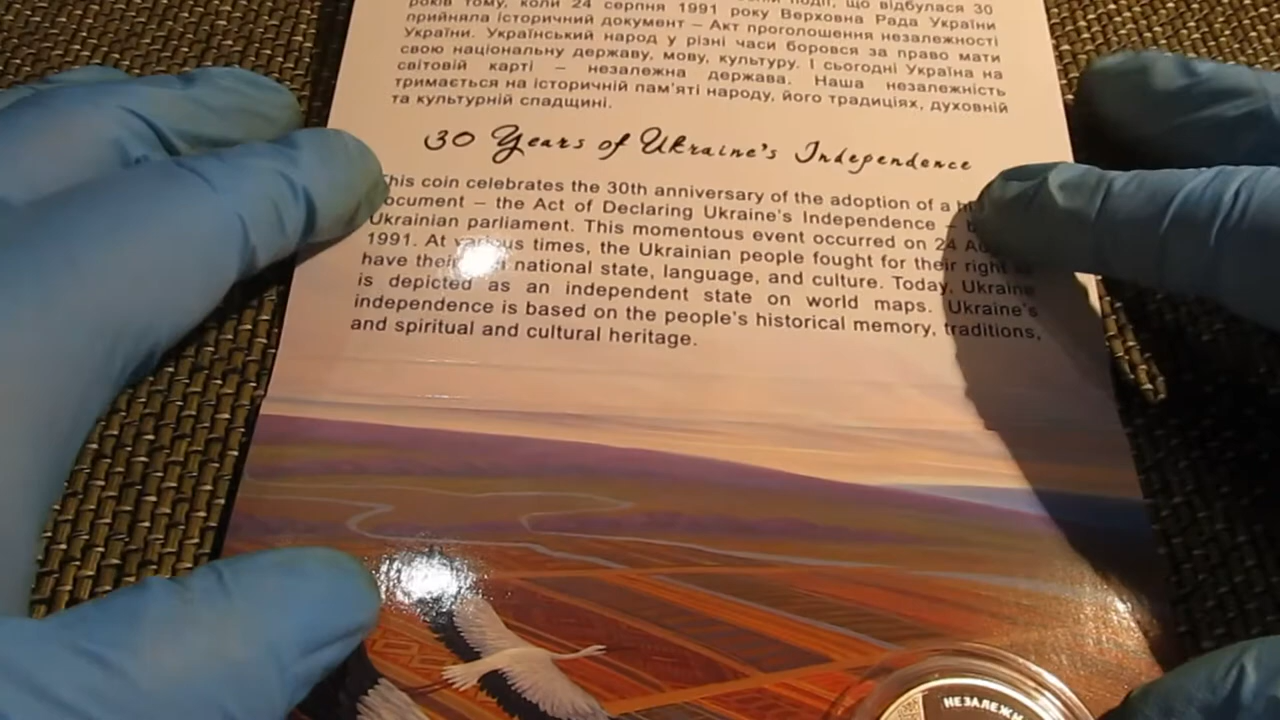 що відбулася 30
років тому, коли 24 серпня 1991 року Верховна Рада України
прийняла історичний документ – Акт проголошення незалежності
України. Український народ у різні часи боровся за право мати
свою національну державу, мову, культуру. І сьогодні Україна на
світовій карті – незалежна держава. Наша незалежність
тримається на історичній пам'яті народу, його традиціях, духовній
та культурній спадщині.
30 Years of Ukraine's Independence
This coin celebrates the 30th anniversary of the adoption of a
document – the Act of Declaring Ukraine's Independence –
Ukrainian parliament. This momentous event occurred on 24
1991. At various times, the Ukrainian people fought for their right
have their national state, language, and culture. Today, Ukraine
is depicted as an independent state on world maps. Ukraine's
independence is based on the people's historical memory, traditions,
and spiritual and cultural heritage.